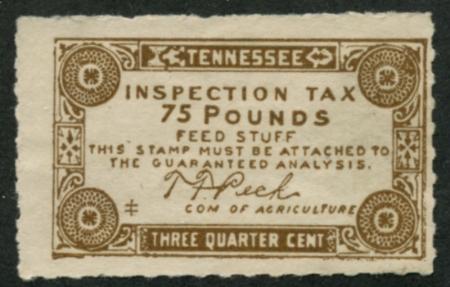 TENNESSEE
INSPECTION TAX
75 POUNDS
FEED STUFF
THIS STAMP MUST BE ATTACHED TO
THE GUARANTEED ANALYSIS.
T F Peck
COM OF AGRICULTURE
THREE QUARTER CENT